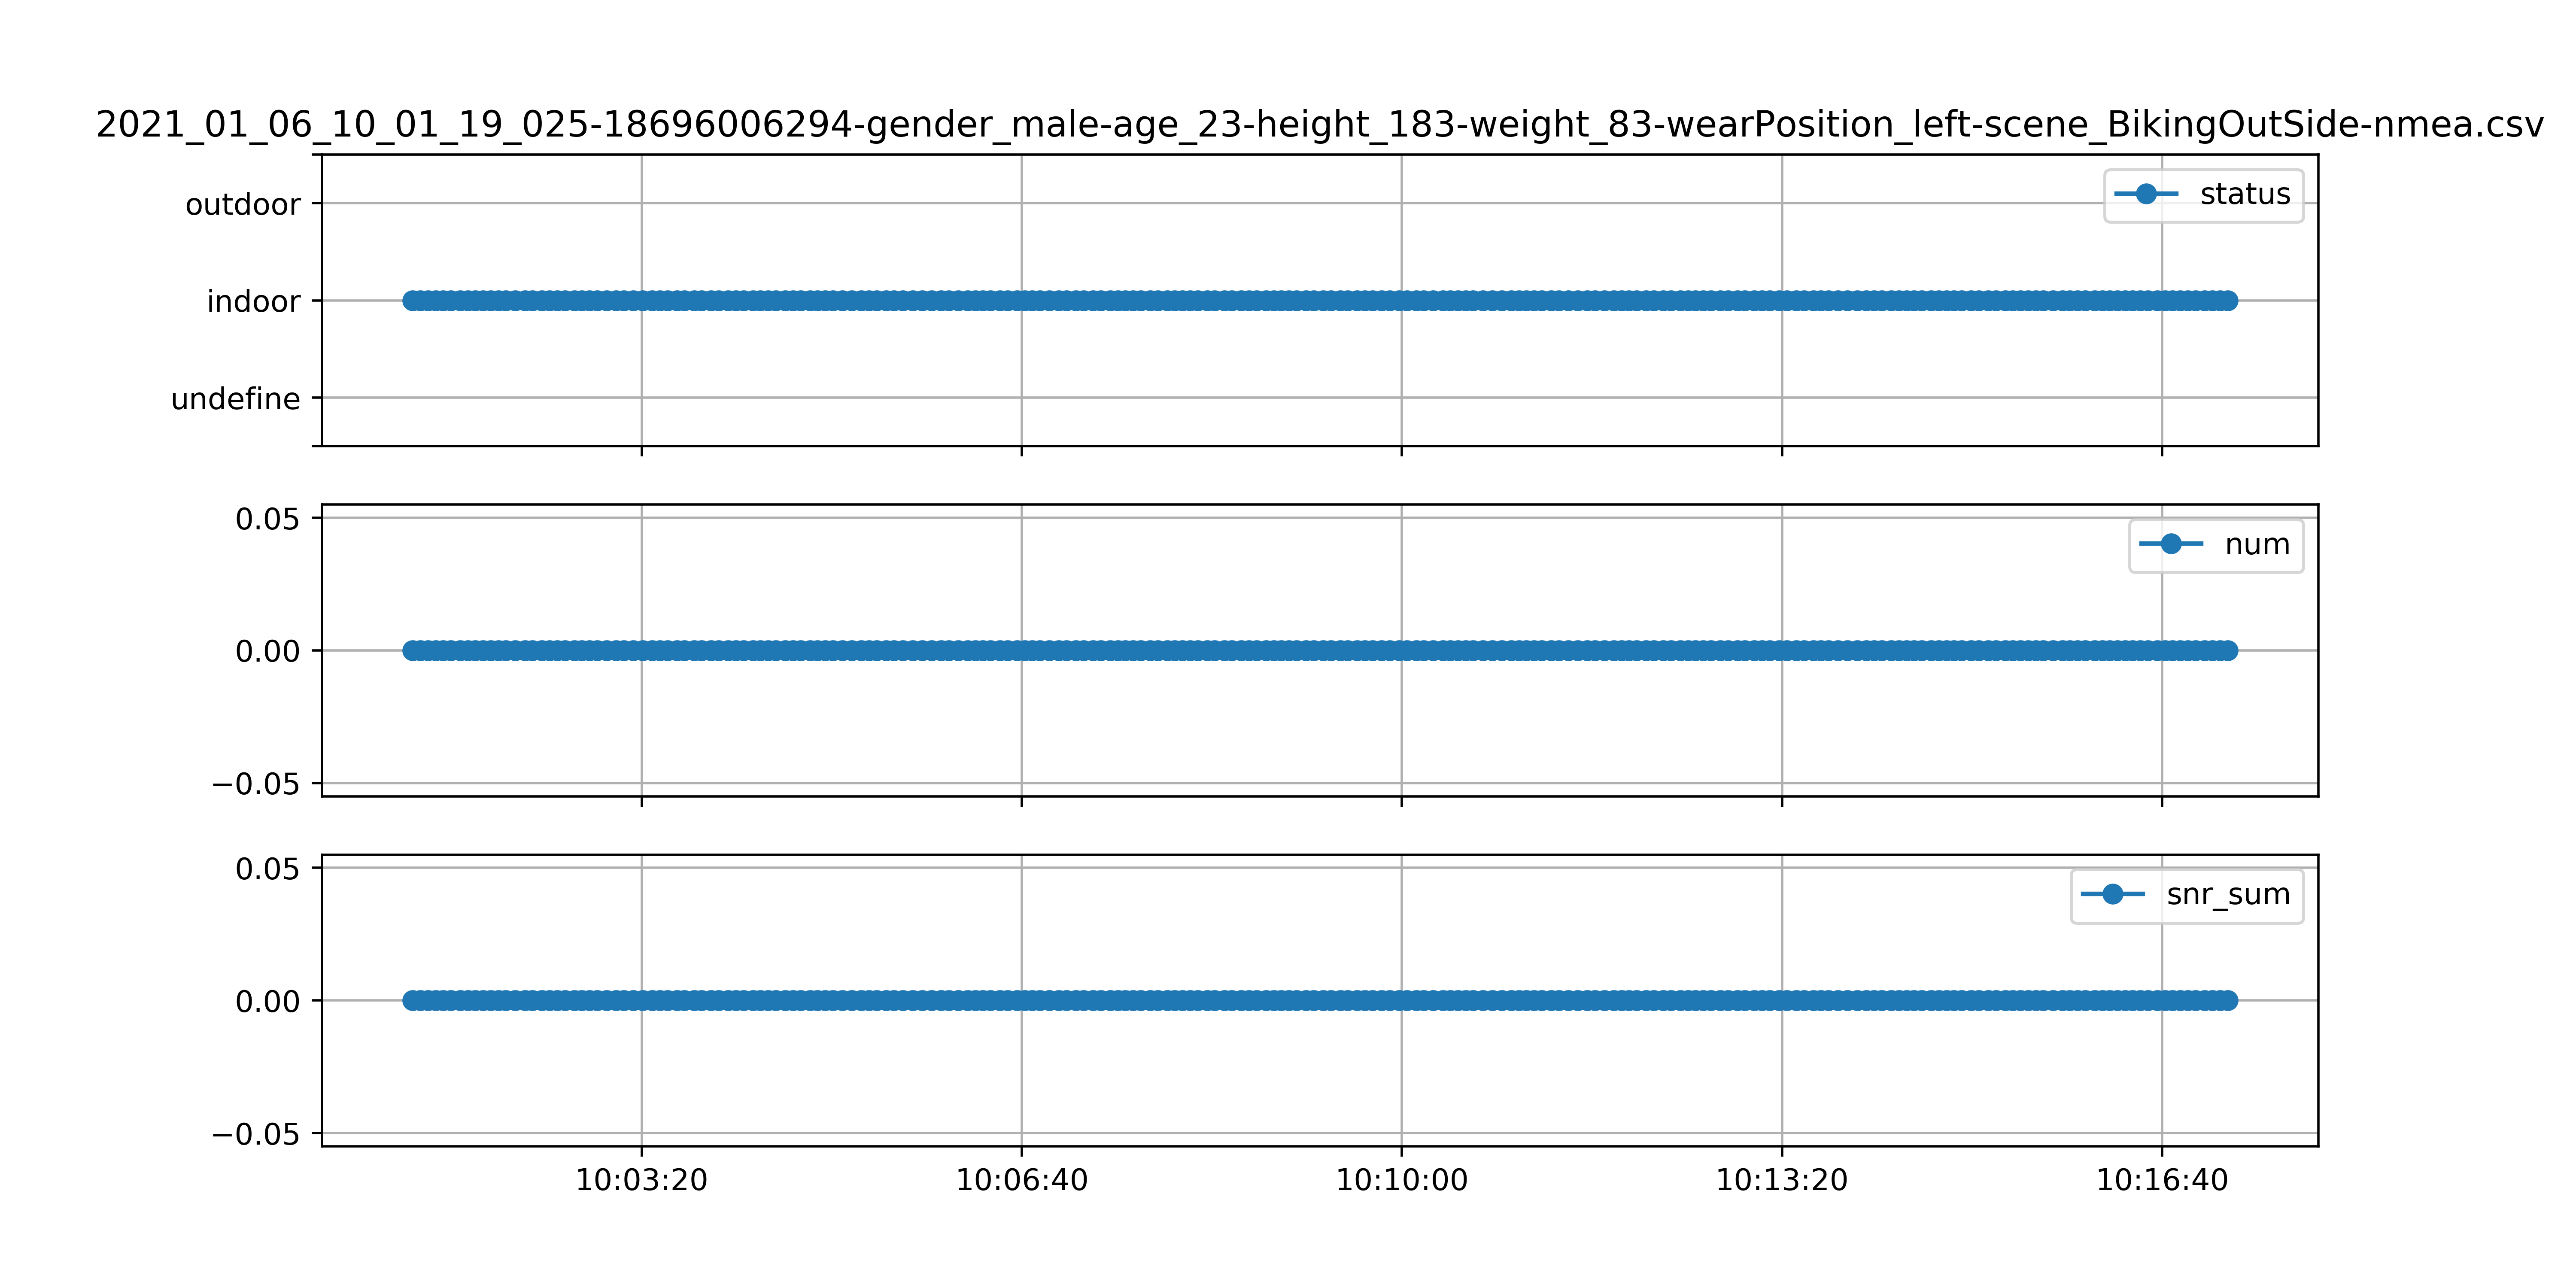 2021_01_06_10_01_19_025-18696006294-gender_male-age_23-height_183-weight_83-wearPosition_left-scene_BikingOutSide-nmea.csv
outdoor
indoor
undefine
status
0.05
0.00
−0.05
num
0.05
0.00
−0.05
snr_sum
10:03:20 10:06:40 10:10:00 10:13:20 10:16:40